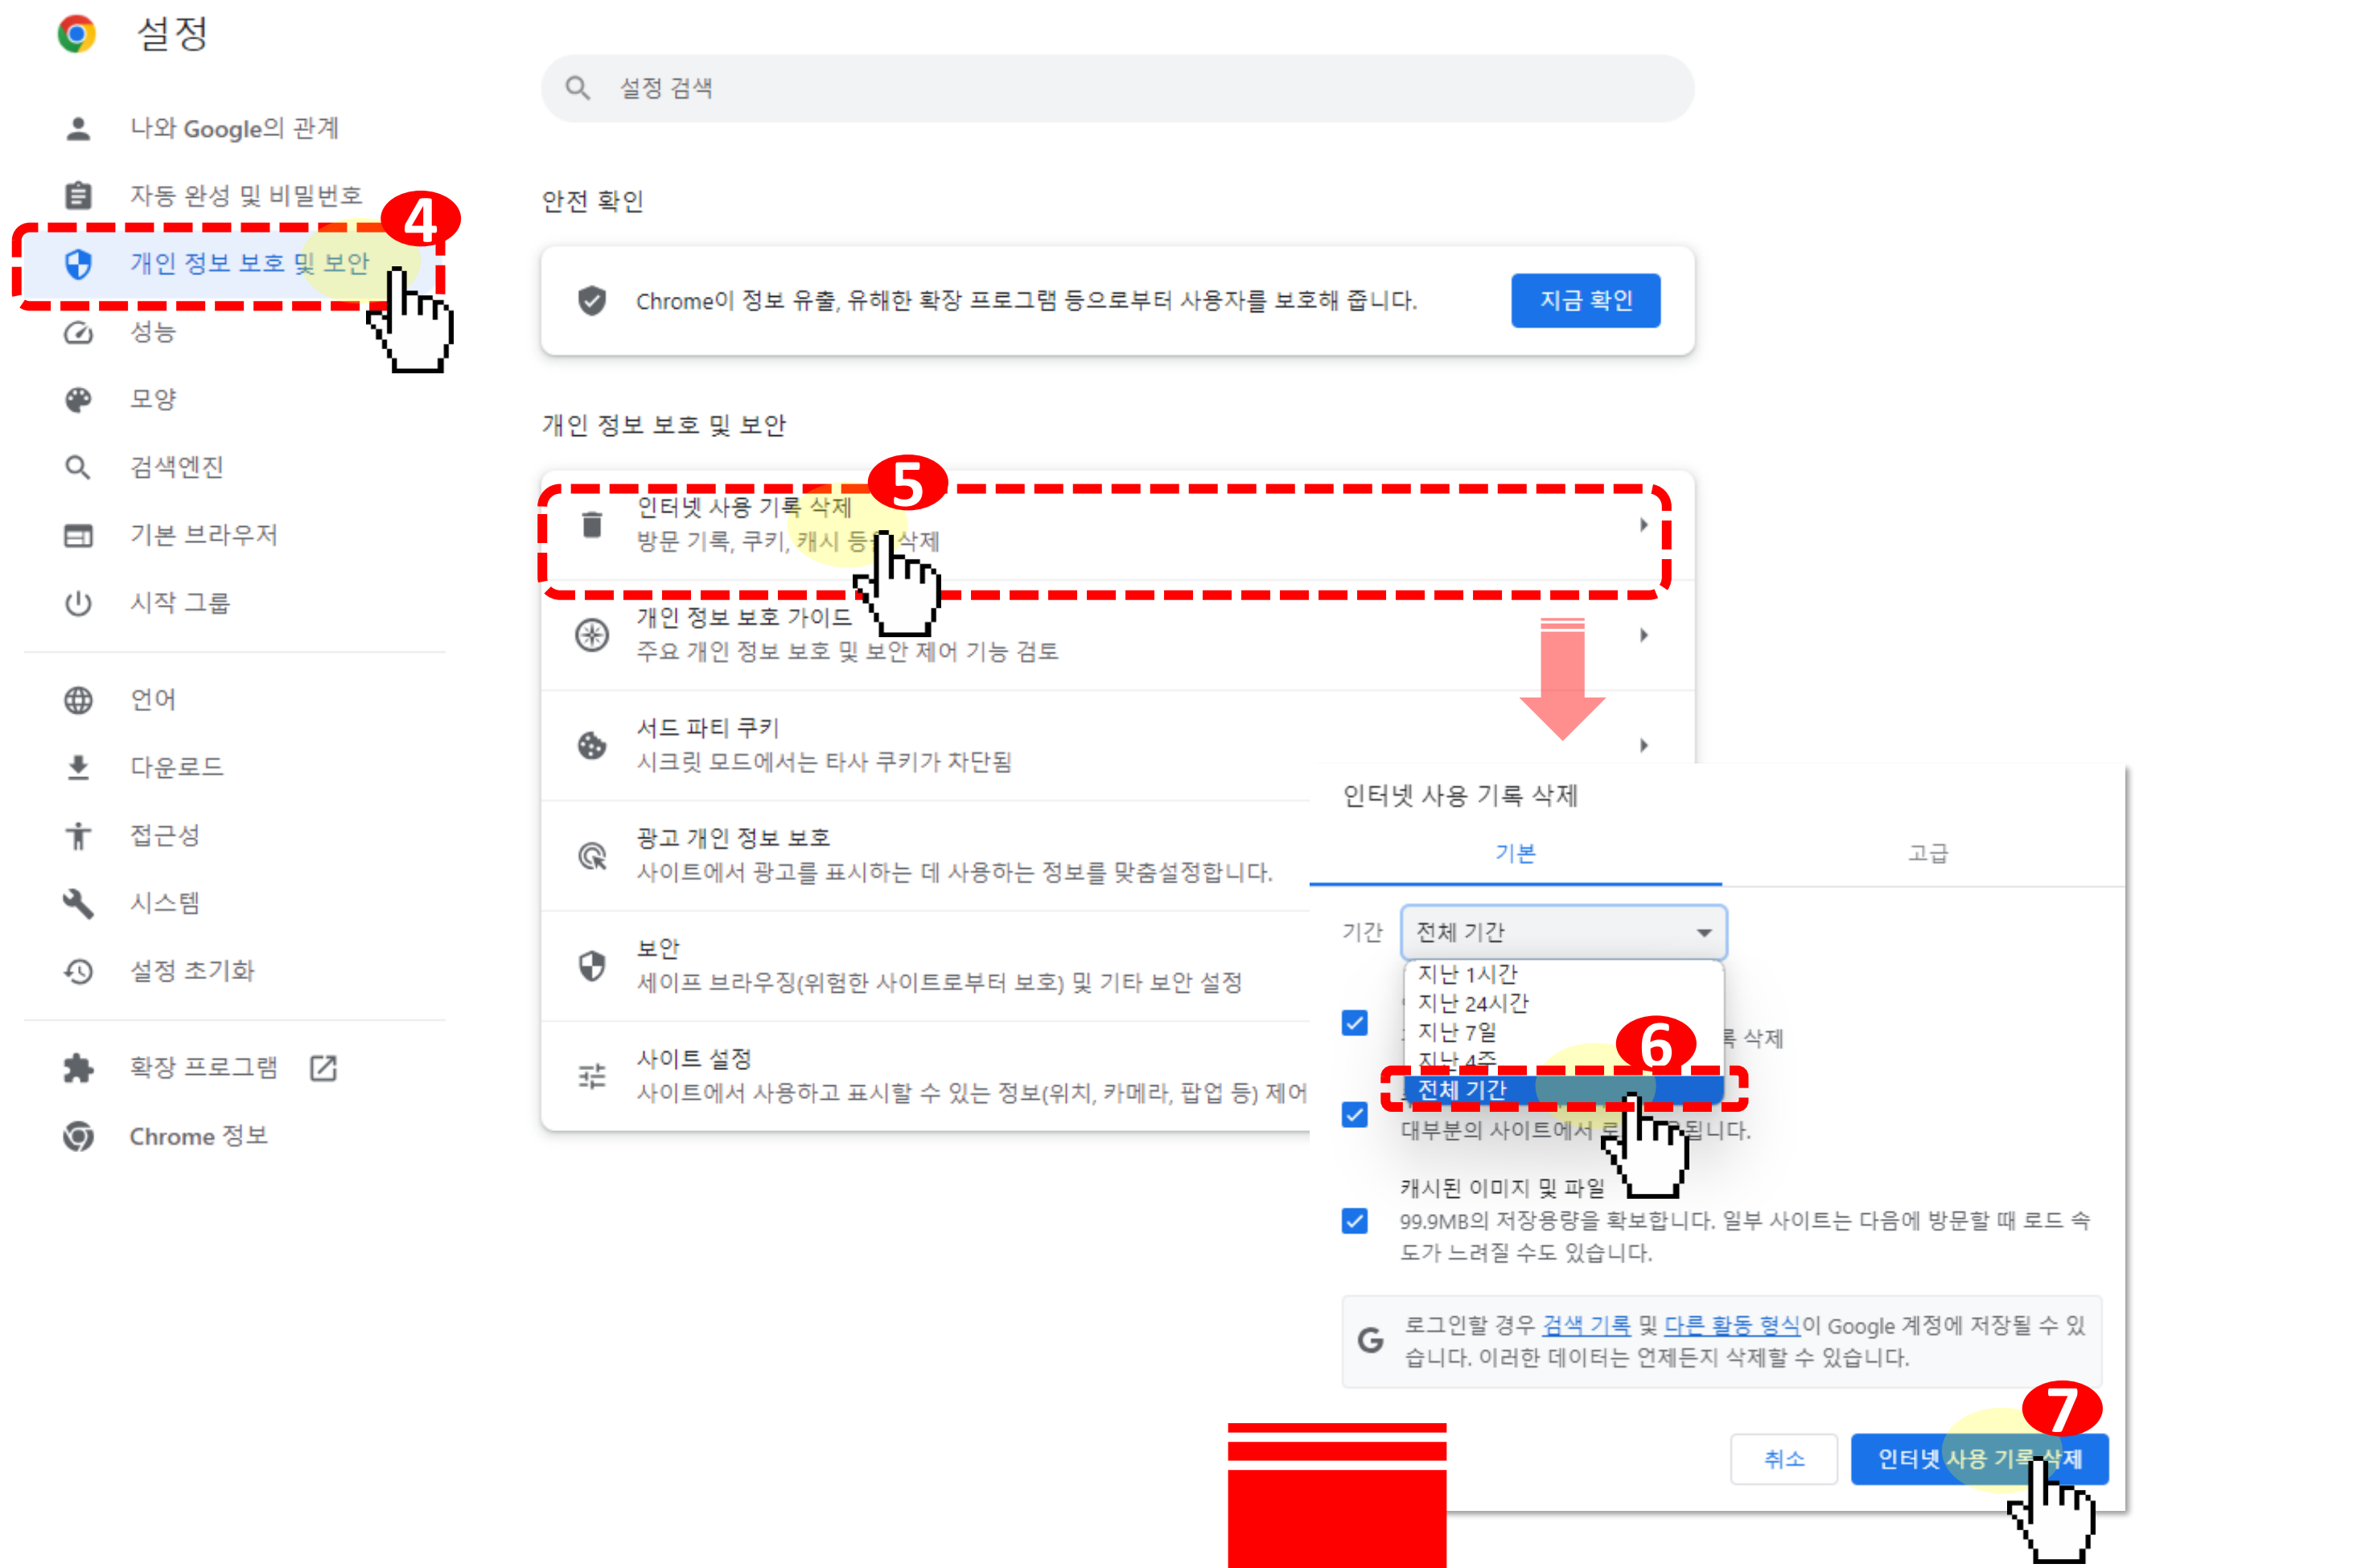 설정
나와 Google의 관계
자동 완성 및 비밀번호
4
개인 정보 보호 및 보안
성능
모양
검색엔진
기본 브라우저
시작 그룹
언어
다운로드
접근성
시스템
설정 초기화
확장 프로그램
Chrome 정보
설정 검색
안전 확인
Chrome이 정보 유출, 유해한 확장 프로그램 등으로부터 사용자를 보호해 줍니다.
지금 확인
개인 정보 보호 및 보안
5
인터넷 사용 기록 삭제
방문 기록, 쿠키, 캐시 삭제
개인 정보 보호 가이드
주요 개인 정보 보호 및 보안 제어 기능 검토
서드 파티 쿠키
시크릿 모드에서는 타사 쿠키가 차단됨
광고 개인 정보 보호
사이트에서 광고를 표시하는 데 사용하는 정보를 맞춤설정합니다.
보안
세이프 브라우징(위험한 사이트로부터 보호) 및 기타 보안 설정
사이트 설정
사이트에서 사용하고 표시할 수 있는 정보(위치, 카메라, 팝업 등) 제어
인터넷 사용 기록 삭제
기본
고급
기간
전체 기간
지난 1시간
지난 24시간
지난 7일
지난 4주
삭제
6
전체 기간
대부분의 사이트에서
캐시된 이미지 및 파일
99.9MB의 저장용량을 확보합니다. 일부 사이트는 다음에 방문할 때 로드 속
도가 느려질 수도 있습니다.
로그인할 경우 검색 기록 및 다른 활동 형식이 Google 계정에 저장될 수 있
습니다. 이러한 데이터는 언제든지 삭제할 수 있습니다.
7
취소
인터넷 사용 기록 삭제